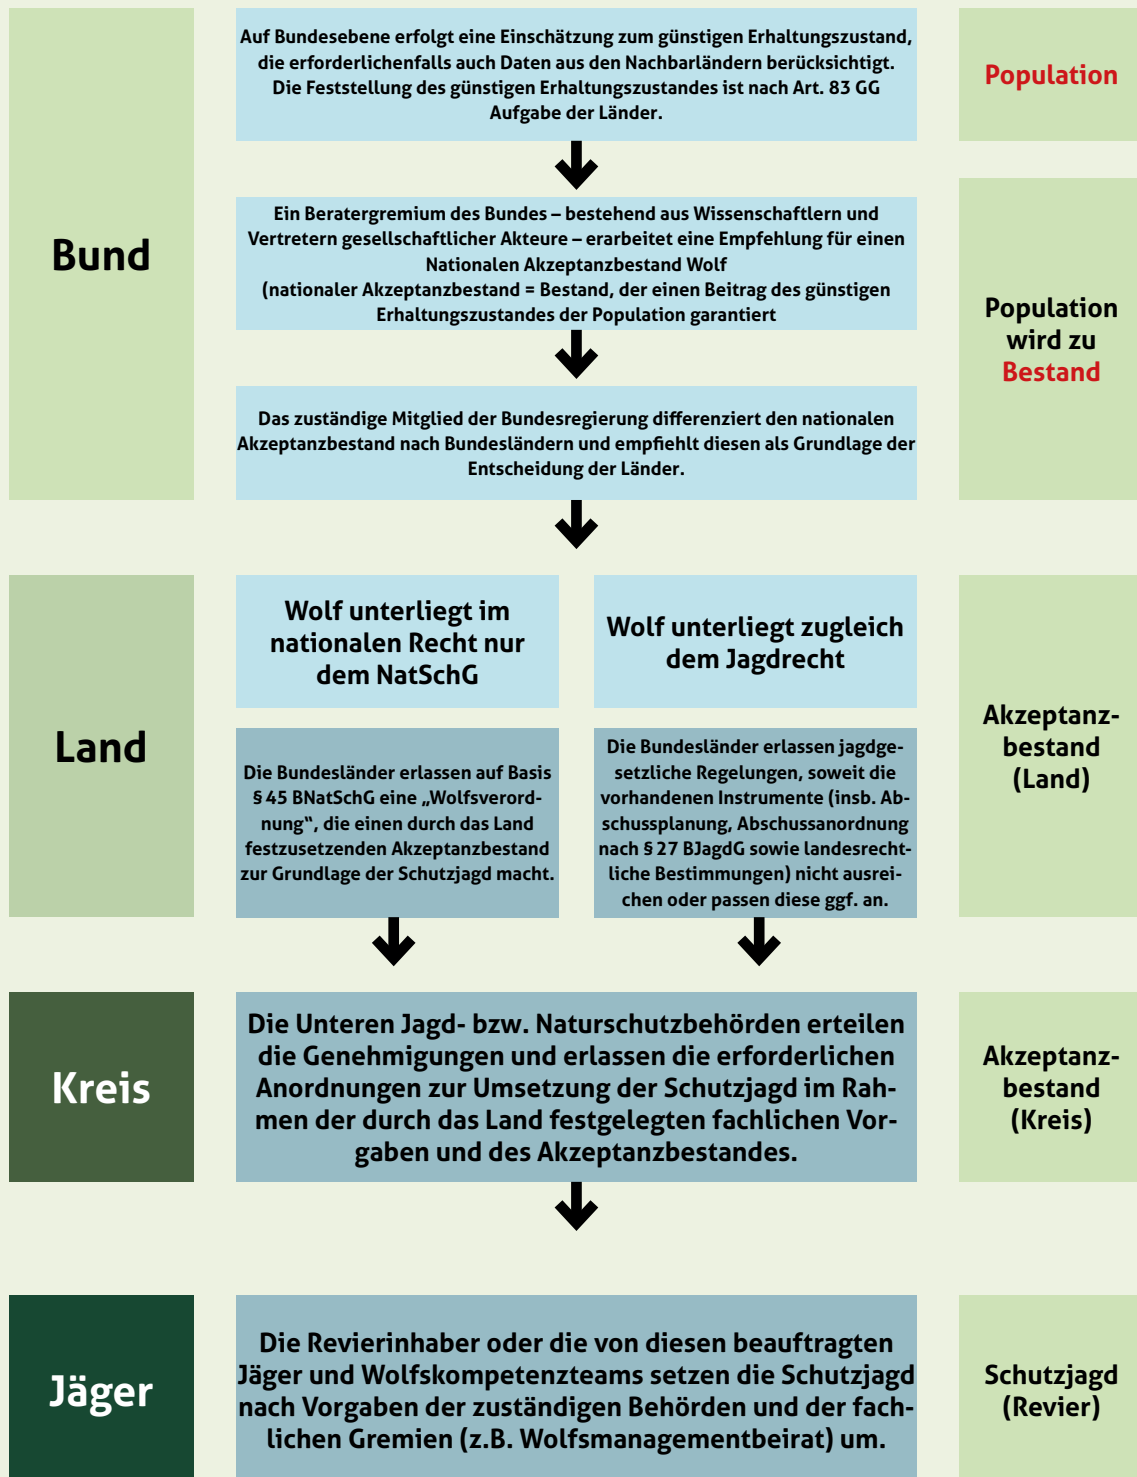 Bund
Auf Bundesebene erfolgt eine Einschätzung zum günstigen Erhaltungszustand,
die erforderlichenfalls auch Daten aus den Nachbarländern berücksichtigt.
Die Feststellung des günstigen Erhaltungszustandes ist nach Art. 83 GG
Aufgabe der Länder.
Population
Ein Beratergremium des Bundes – bestehend aus Wissenschaftlern und
Vertretern gesellschaftlicher Akteure – erarbeitet eine Empfehlung für einen
Nationalen Akzeptanzbestand Wolf
(nationaler Akzeptanzbestand = Bestand, der einen Beitrag des günstigen
Erhaltungszustandes der Population garantiert
Population
wird zu
Bestand
Das zuständige Mitglied der Bundesregierung differenziert den nationalen
Akzeptanzbestand nach Bundesländern und empfiehlt diesen als Grundlage der
Entscheidung der Länder.
Land
Wolf unterliegt im
nationalen Recht nur
dem NatSchG
Wolf unterliegt zugleich
dem Jagdrecht
Die Bundesländer erlassen auf Basis
§ 45 BNatSchG eine „Wolfsverord-
nung“, die einen durch das Land
festzusetzenden Akzeptanzbestand
zur Grundlage der Schutzjagd macht.
Die Bundesländer erlassen jagdge-
setzliche Regelungen, soweit die
vorhandenen Instrumente (insb. Ab-
schussplanung, Abschussanordnung
nach § 27 BJagdG sowie landesrecht-
liche Bestimmungen) nicht ausrei-
chen oder passen diese ggf. an.
Akzeptanz-
bestand
(Land)
Kreis
Die Unteren Jagd- bzw. Naturschutzbehörden erteilen
die Genehmigungen und erlassen die erforderlichen
Anordnungen zur Umsetzung der Schutzjagd im Rah-
men der durch das Land festgelegten fachlichen Vor-
gaben und des Akzeptanzbestandes.
Akzeptanz-
bestand
(Kreis)
Jäger
Die Revierinhaber oder die von diesen beauftragten
Jäger und Wolfskompetenzteams setzen die Schutzjagd
nach Vorgaben der zuständigen Behörden und der fach-
lichen Gremien (z.B. Wolfsmanagementbeirat) um.
Schutzjagd
(Revier)